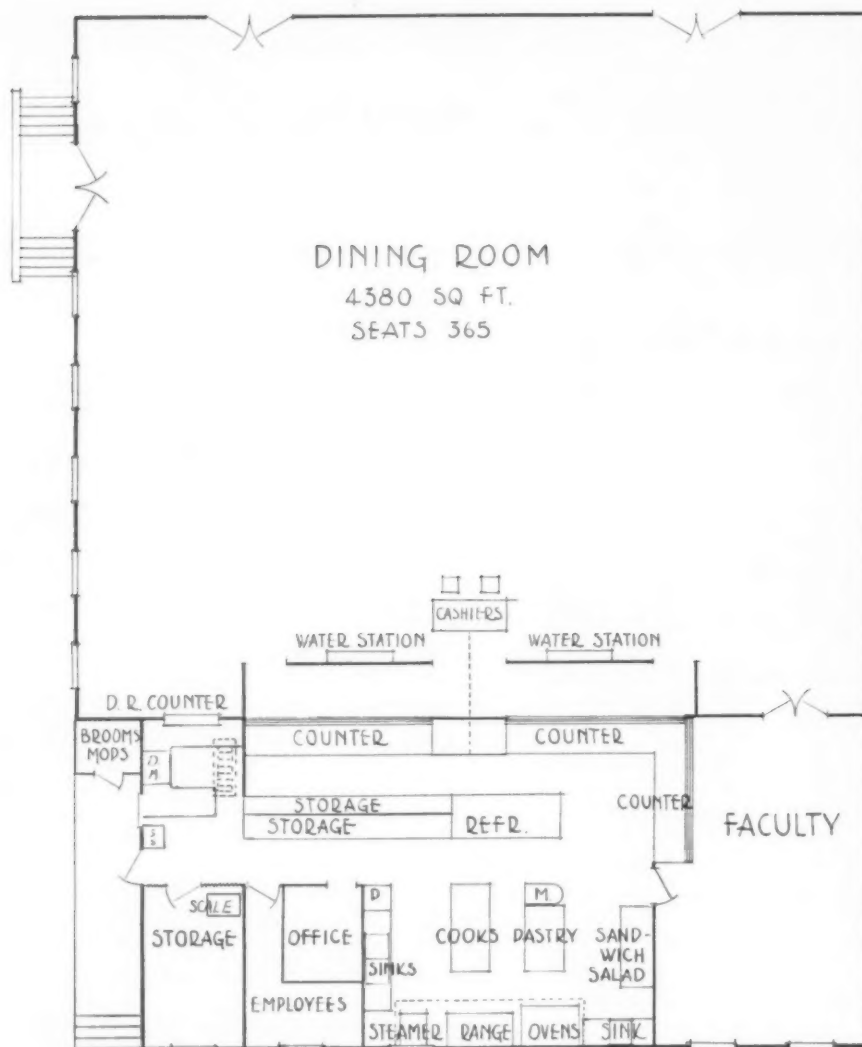 DINING ROOM
4380 SQ FT.
SEATS 365
CASHIERS
WATER STATION
WATER STATION
D. R. COUNTER
BROOMS
MOPS
D
M
COUNTER
COUNTER
STORAGE
STORAGE
REFR.
COUNTER
FACULTY
SCALE
STORAGE
OFFICE
EMPLOYEES
D
SINKS
COOKS
M
PASTRY
SAND-
WICH
SALAD
STEAMER
RANGE
OVENS
SINK